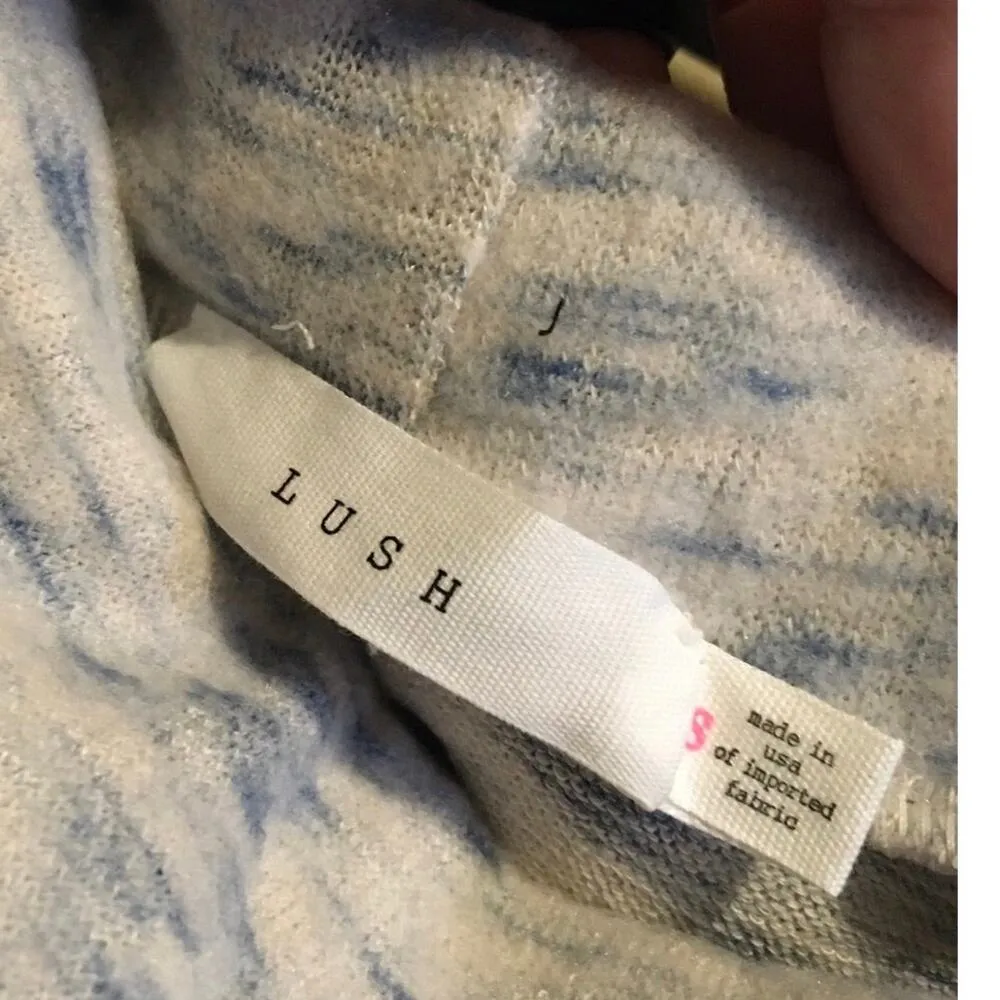 LUSH
S
made in
usa
of imported
fabric